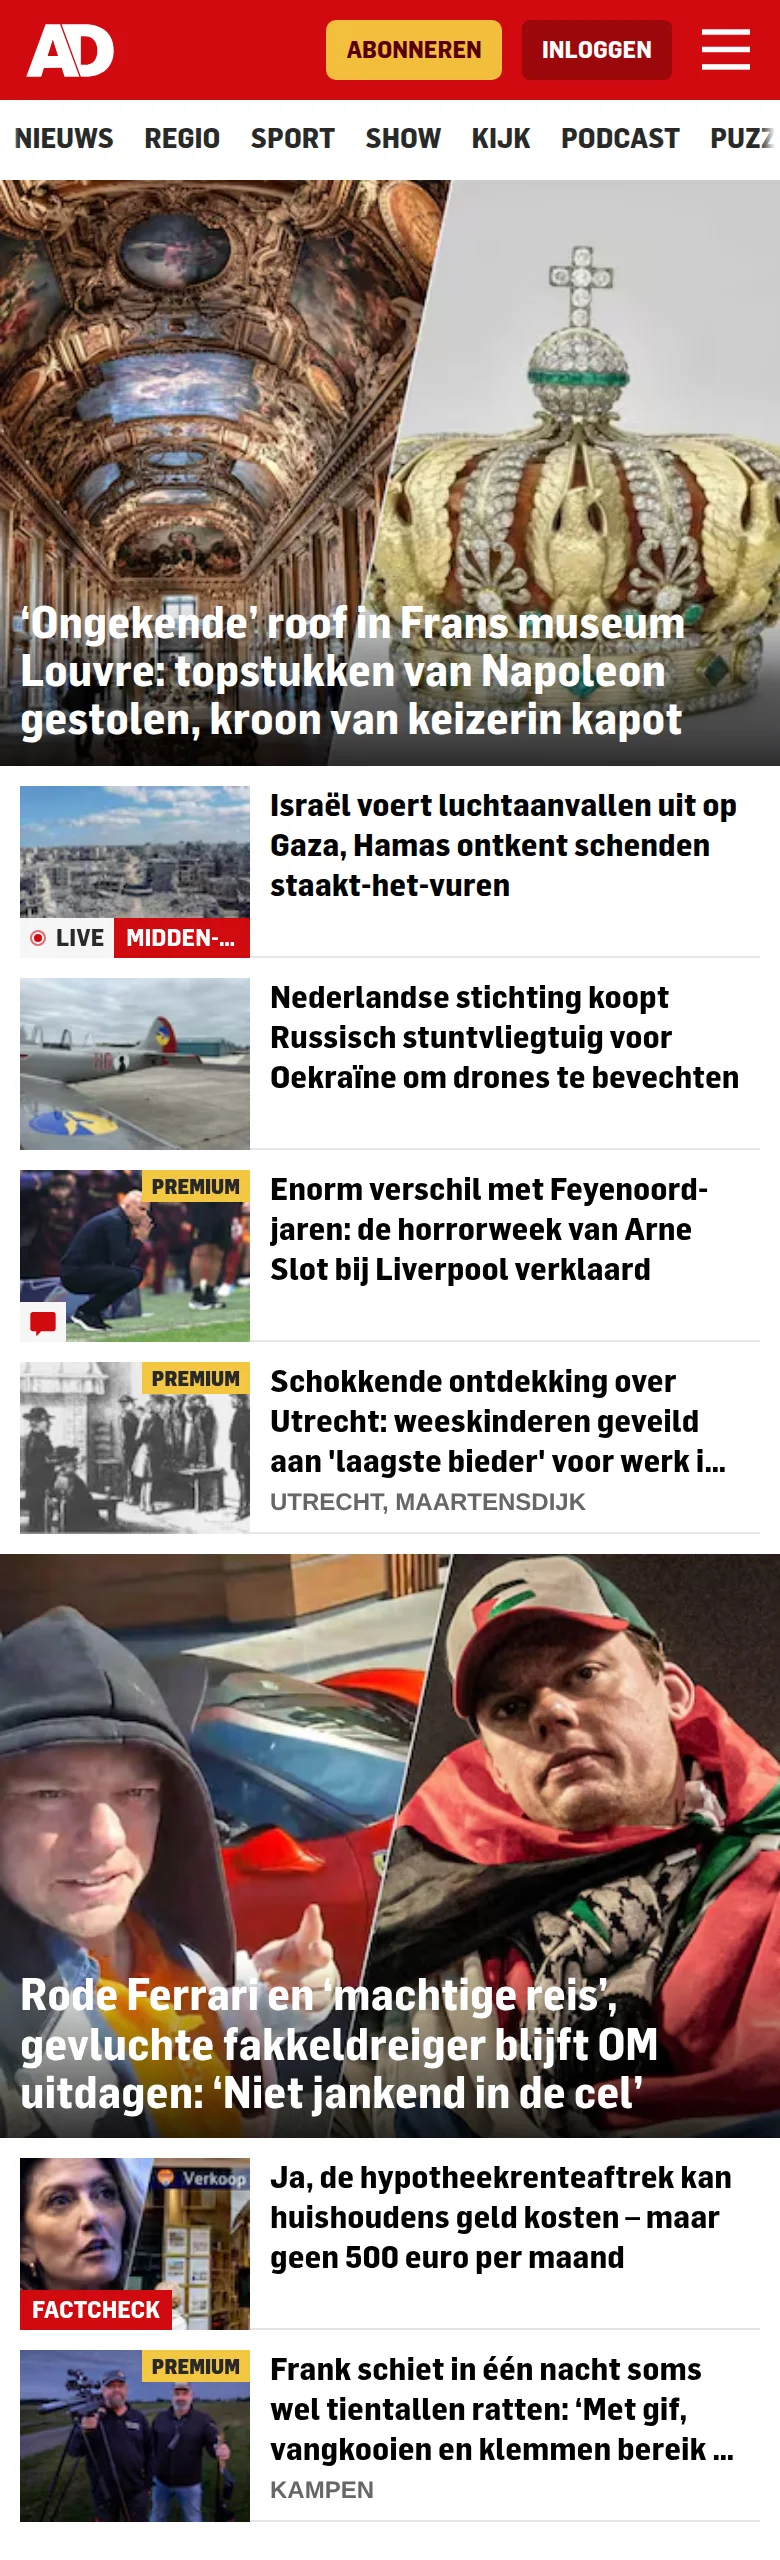 AD
ABONNEREN
INLOGGEN
NIEUWS REGIO SPORT SHOW KIJK PODCAST PUZZ
‘Ongekende’ roof in Frans museum
Louvre: topstukken van Napoleon
gestolen, kroon van keizerin kapot
Israël voert luchtaanvallen uit op
Gaza, Hamas ontkent schenden
staakt-het-vuren
LIVE MIDDEN-...
Nederlandse stichting koopt
Russisch stuntvliegtuig voor
Oekraïne om drones te bevechten
PREMIUM
Enorm verschil met Feyenoord-
jaren: de horrorweek van Arne
Slot bij Liverpool verklaard
PREMIUM
Schokkende ontdekking over
Utrecht: weeskinderen geveild
aan 'laagste bieder' voor werk i...
UTRECHT, MAARTENSDIJK
Rode Ferrari en ‘machtige reis’,
gevluchte fakkeldreiger blijft OM
uitdagen: ‘Niet jankend in de cel’
Verkoop
FACTCHECK
Ja, de hypotheekrenteaftrek kan
huishoudens geld kosten – maar
geen 500 euro per maand
PREMIUM
Frank schiet in één nacht soms
wel tientallen ratten: ‘Met gif,
vangkooien en klemmen bereik ...
KAMPEN